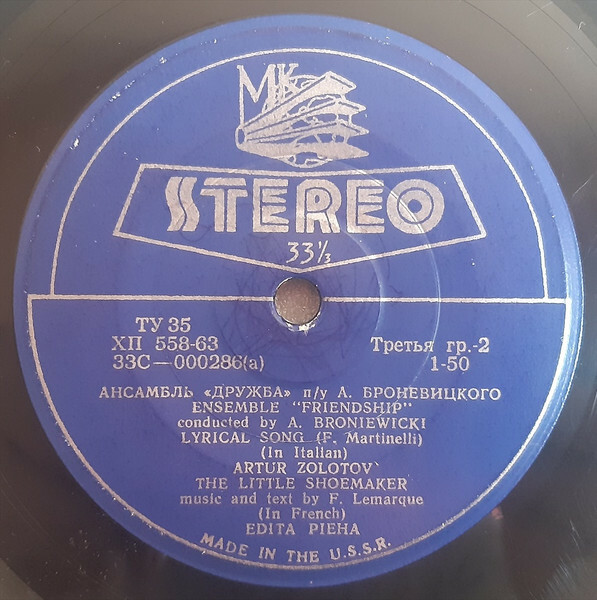 МК
STEREO
33⅓
ТУ 35
ХП 558-63
33С—000286(а)
Третья гр.-2
1-50
АНСАМБЛЬ «ДРУЖБА» п/у А. БРОНЕВИЦКОГО
ENSEMBLE "FRIENDSHIP"
conducted by A. BRONIEWICKI
LYRICAL SONG (F. Martinelli)
(In Italian)
ARTUR ZOLOTOV
THE LITTLE SHOEMAKER
music and text by F. Lemarque
(In French)
EDITA PIEHA
MADE IN THE U.S.S.R.